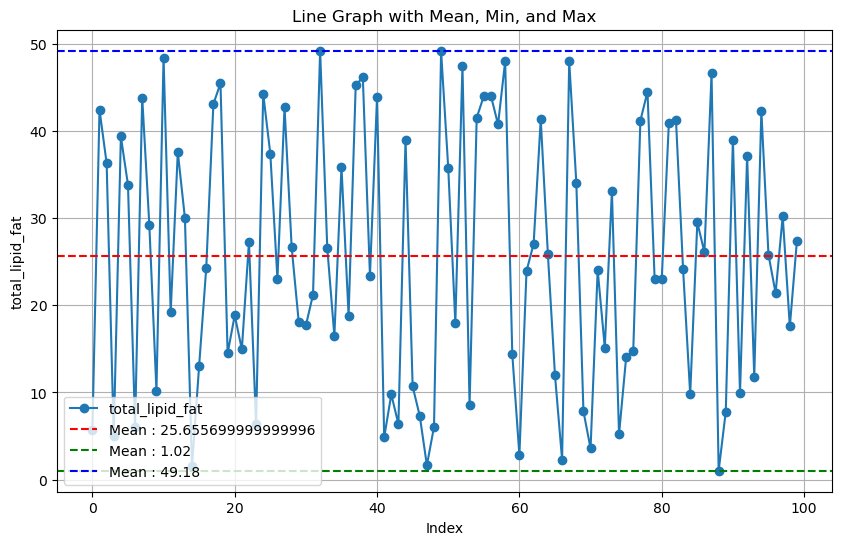 Line Graph with Mean, Min, and Max
50
40
30
20
10
0
total_lipid_fat
total_lipid_fat
Mean : 25.655699999999996
Mean : 1.02
Mean : 49.18
0
20
40
60
80
100
Index